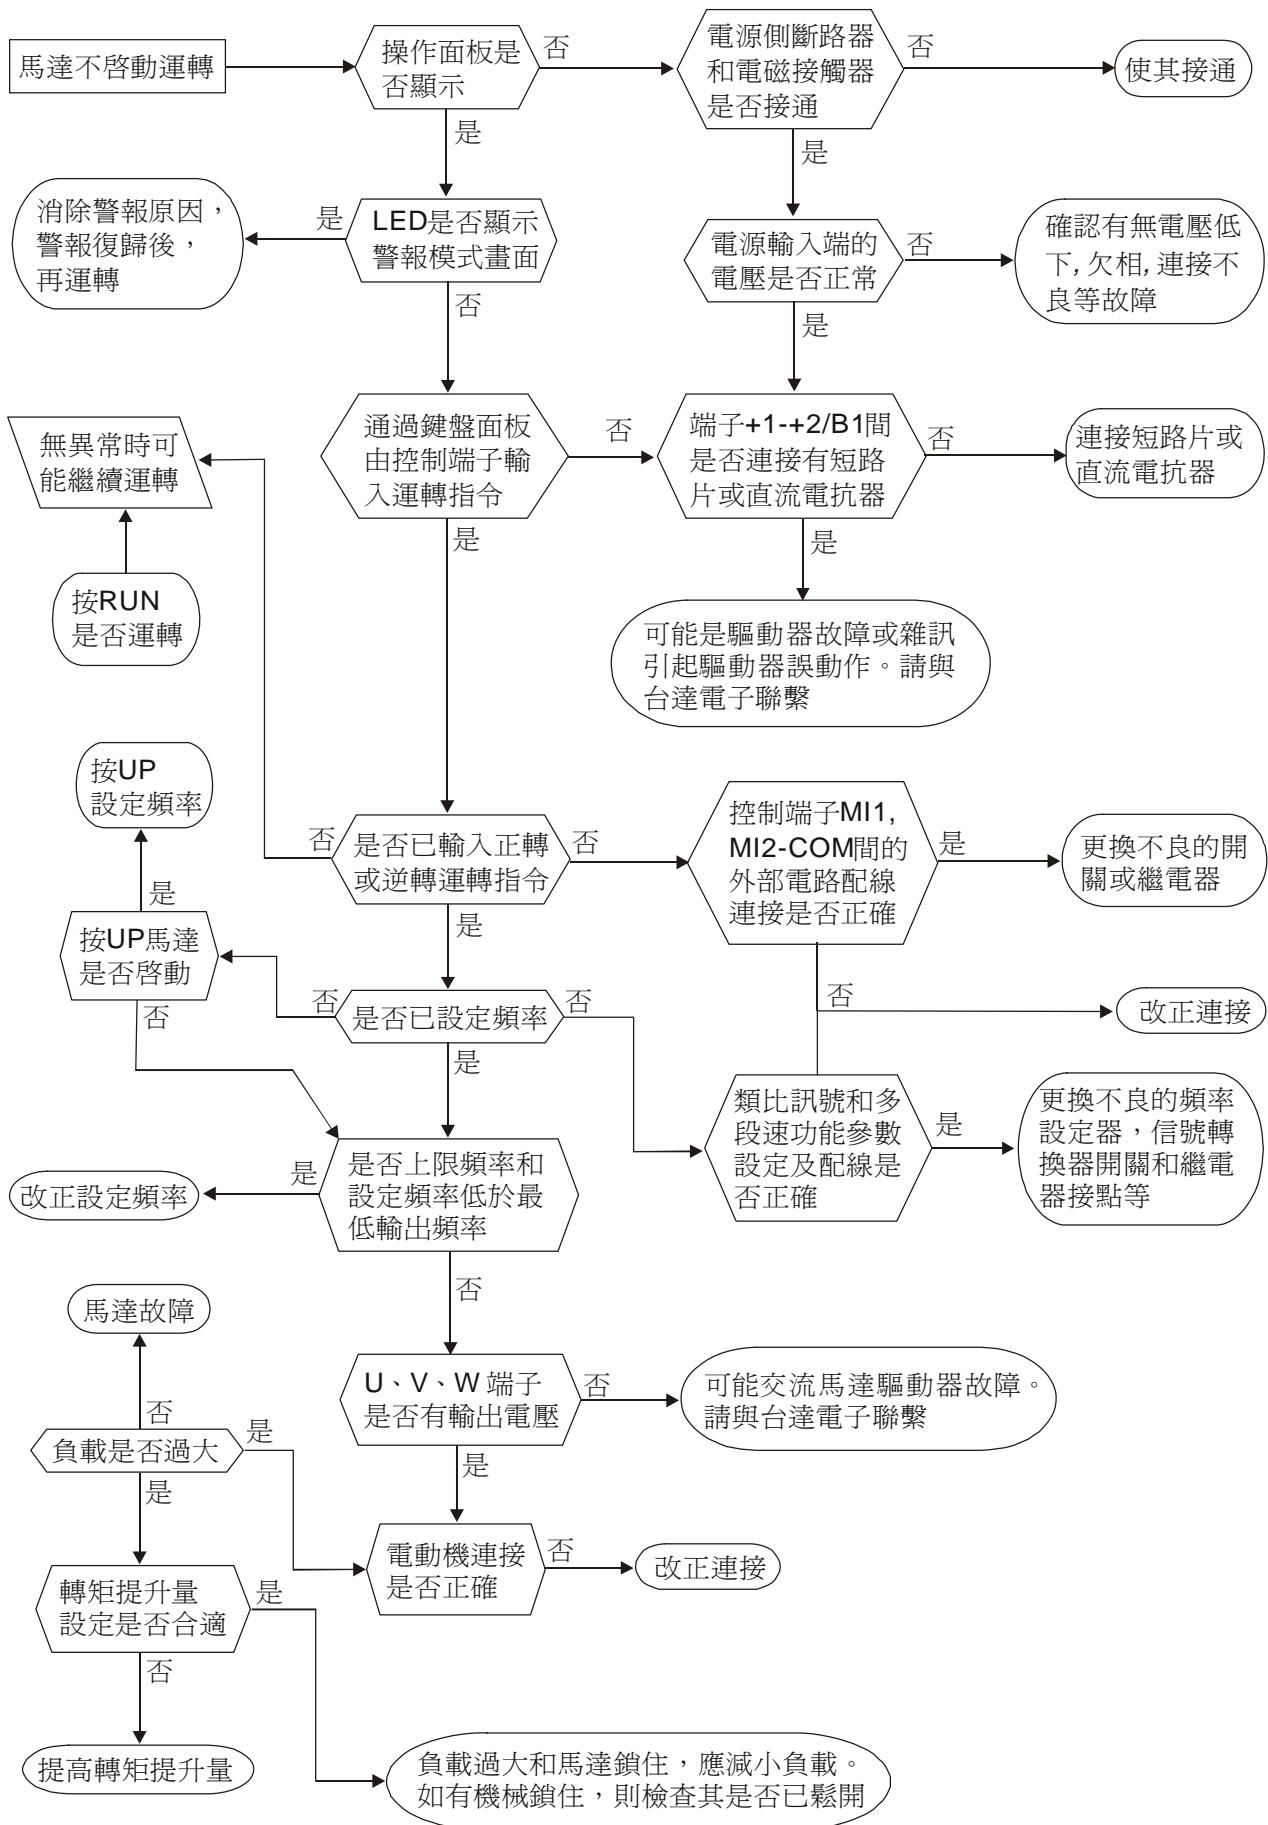 馬達不啓動運轉
操作面板是
否顯示
否
電源側斷路器
和電磁接觸器
是否接通
否
使其接通
是
是
消除警報原因，
警報復歸後，
再運轉
是
LED是否顯示
警報模式畫面
電源輸入端的
電壓是否正常
否
確認有無電壓低
下,欠相,連接不
良等故障
否
是
無異常時可
能繼續運轉
通過鍵盤面板
由控制端子輸
入運轉指令
否
端子+1-+2/B1間
是否連接有短路
片或直流電抗器
否
連接短路片或
直流電抗器
是
是
按RUN
是否運轉
可能是驅動器故障或雜訊
引起驅動器誤動作。請與
台達電子聯繫
按UP
設定頻率
否
是否已輸入正轉
或逆轉運轉指令
否
控制端子MI1,
MI2-COM間的
外部電路配線
連接是否正確
是
更換不良的開
關或繼電器
是
是
按UP馬達
是否啓動
否
是否已設定頻率
否
否
改正連接
否
是
類比訊號和多
段速功能參數
設定及配線是
否正確
是
更換不良的頻率
設定器，信號轉
換器開關和繼電
器接點等
改正設定頻率
是
是否上限頻率和
設定頻率低於最
低輸出頻率
否
馬達故障
U、V、W 端子
是否有輸出電壓
否
可能交流馬達驅動器故障。
請與台達電子聯繫
否
負載是否過大
是
是
是
電動機連接
是否正確
否
改正連接
轉矩提升量
設定是否合適
是
否
提高轉矩提升量
負載過大和馬達鎖住，應減小負載。
如有機械鎖住，則檢查其是否已鬆開